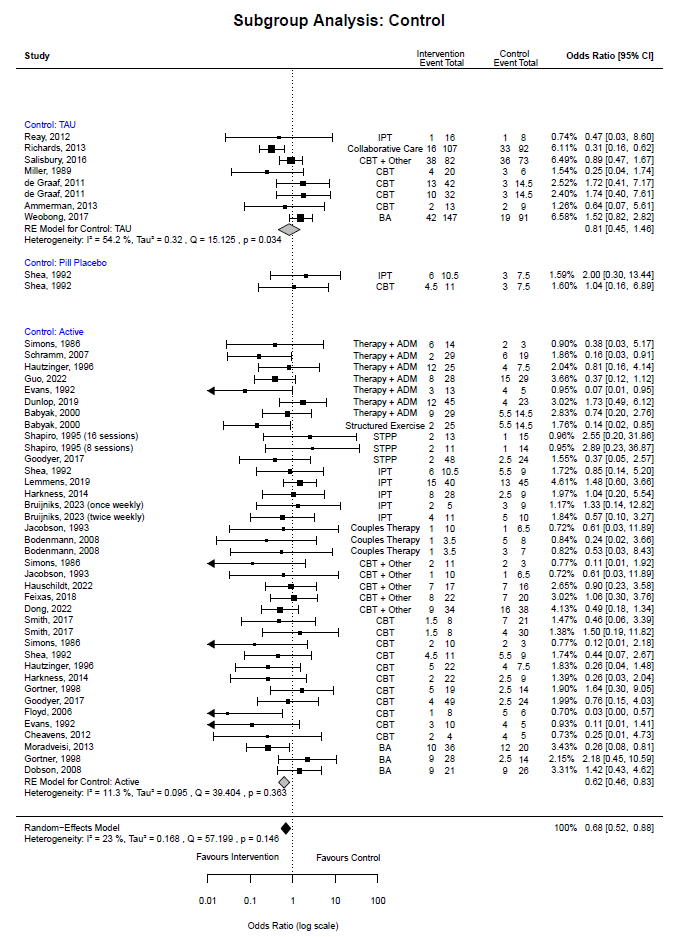 Subgroup Analysis: Control
Study Intervention Control Odds Ratio [95% CI]
Event Total Event Total
Control: TAU
Reay, 2012 IPT 1 16 1 8 0.74% 0.47 [0.03, 8.60]
Richards, 2013 Collaborative Care 16 107 33 92 6.11% 0.31 [0.16, 0.62]
Salisbury, 2016 CBT + Other 38 82 36 73 6.49% 0.89 [0.47, 1.67]
Miller, 1989 CBT 4 20 3 6 1.54% 0.25 [0.04, 1.74]
de Graaf, 2011 CBT 13 42 3 14.5 2.52% 1.72 [0.41, 7.17]
de Graaf, 2011 CBT 10 32 3 14.5 2.40% 1.74 [0.40, 7.61]
Ammerman, 2013 CBT 2 13 2 9 1.26% 0.64 [0.07, 5.61]
Weobong, 2017 BA 42 147 19 91 6.58% 1.52 [0.82, 2.82]
RE Model for Control: TAU 0.81 [0.45, 1.46]
Heterogeneity: I² = 54.2 %, Tau² = 0.32 , Q = 15.125 , p = 0.034
Control: Pill Placebo
Shea, 1992 IPT 6 10.5 3 7.5 1.59% 2.00 [0.30, 13.44]
Shea, 1992 CBT 4.5 11 3 7.5 1.60% 1.04 [0.16, 6.89]
Control: Active
Simons, 1986 Therapy + ADM 6 14 2 3 0.90% 0.38 [0.03, 5.17]
Schramm, 2007 Therapy + ADM 2 29 6 19 1.86% 0.16 [0.03, 0.91]
Hautzinger, 1996 Therapy + ADM 12 25 4 7.5 2.04% 0.81 [0.16, 4.14]
Guo, 2022 Therapy + ADM 8 28 15 29 3.66% 0.37 [0.12, 1.12]
Evans, 1992 Therapy + ADM 3 13 4 5 0.95% 0.07 [0.01, 0.95]
Dunlop, 2019 Therapy + ADM 12 45 4 23 3.02% 1.73 [0.49, 6.12]
Babyak, 2000 Therapy + ADM 9 29 5.5 14.5 2.83% 0.74 [0.20, 2.76]
Babyak, 2000 Structured Exercise 2 25 5.5 14.5 1.76% 0.14 [0.02, 0.85]
Shapiro, 1995 (16 sessions) STPP 2 13 1 15 0.96% 2.55 [0.20, 31.86]
Shapiro, 1995 (8 sessions) STPP 2 11 1 14 0.95% 2.89 [0.23, 36.87]
Goodyer, 2017 STPP 2 48 2.5 24 1.55% 0.37 [0.05, 2.57]
Shea, 1992 IPT 6 10.5 5.5 9 1.72% 0.85 [0.14, 5.20]
Lemmens, 2019 IPT 15 40 13 45 4.61% 1.48 [0.60, 3.66]
Harkness, 2014 IPT 8 28 2.5 9 1.97% 1.04 [0.20, 5.54]
Bruijniks, 2023 (once weekly) IPT 2 5 3 9 1.17% 1.33 [0.14, 12.82]
Bruijniks, 2023 (twice weekly) IPT 4 11 5 10 1.84% 0.57 [0.10, 3.27]
Jacobson, 1993 Couples Therapy 1 10 1 6.5 0.72% 0.61 [0.03, 11.89]
Bodenmann, 2008 Couples Therapy 1 3.5 5 8 0.84% 0.24 [0.02, 3.66]
Bodenmann, 2008 Couples Therapy 1 3.5 3 7 0.82% 0.53 [0.03, 8.43]
Simons, 1986 CBT + Other 2 11 2 3 0.77% 0.11 [0.01, 1.92]
Jacobson, 1993 CBT + Other 1 10 1 6.5 0.72% 0.61 [0.03, 11.89]
Hauschildt, 2022 CBT + Other 7 17 7 16 2.65% 0.90 [0.23, 3.58]
Feixas, 2018 CBT + Other 8 22 7 20 3.02% 1.06 [0.30, 3.76]
Dong, 2022 CBT + Other 9 34 16 38 4.13% 0.49 [0.18, 1.34]
Smith, 2017 CBT 1.5 8 7 21 1.47% 0.46 [0.06, 3.39]
Smith, 2017 CBT 1.5 8 4 30 1.38% 1.50 [0.19, 11.82]
Simons, 1986 CBT 2 10 2 3 0.77% 0.12 [0.01, 2.18]
Shea, 1992 CBT 4.5 11 5.5 9 1.74% 0.44 [0.07, 2.67]
Hautzinger, 1996 CBT 5 22 4 7.5 1.83% 0.26 [0.04, 1.48]
Harkness, 2014 CBT 2 22 2.5 9 1.39% 0.26 [0.03, 2.04]
Gortner, 1998 CBT 5 19 2.5 14 1.90% 1.64 [0.30, 9.05]
Goodyer, 2017 CBT 4 49 2.5 24 1.99% 0.76 [0.15, 4.03]
Floyd, 2006 CBT 1 8 5 6 0.70% 0.03 [0.00, 0.57]
Evans, 1992 CBT 3 10 4 5 0.93% 0.11 [0.01, 1.41]
Cheavens, 2012 CBT 2 4 4 5 0.73% 0.25 [0.01, 4.73]
Moradveisi, 2013 BA 10 36 12 20 3.43% 0.26 [0.08, 0.81]
Gortner, 1998 BA 9 28 2.5 14 2.15% 2.18 [0.45, 10.59]
Dobson, 2008 BA 9 21 9 26 3.31% 1.42 [0.43, 4.62]
RE Model for Control: Active 0.62 [0.46, 0.83]
Heterogeneity: I² = 11.3 %, Tau² = 0.095 , Q = 39.404 , p = 0.363
Random−Effects Model 100% 0.68 [0.52, 0.88]
Heterogeneity: I² = 23 %, Tau² = 0.168 , Q = 57.199 , p = 0.146
Favours Intervention Favours Control
0.01 0.1 1 10 100
Odds Ratio (log scale)